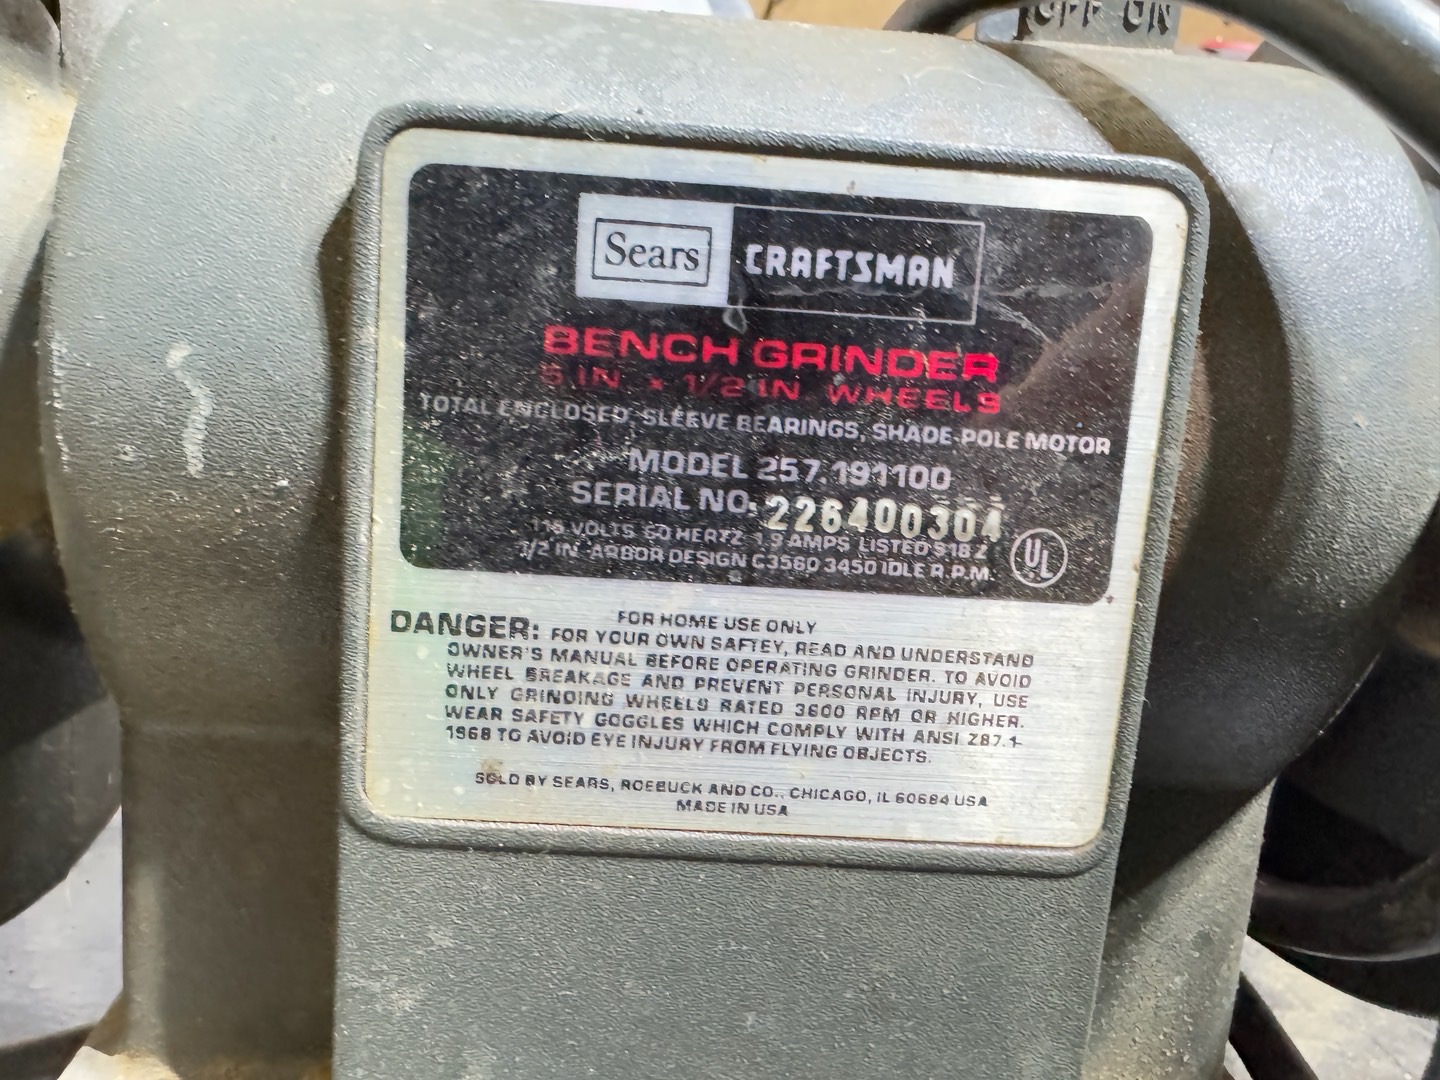 OFF ON
Sears CRAFTSMAN
BENCH GRINDER
5 IN. x 1/2 IN. WHEELS
TOTAL ENCLOSED, SLEEVE BEARINGS, SHADE-POLE MOTOR
MODEL 257.191100
SERIAL NO. 226400304
115 VOLTS 60 HERTZ 1.9 AMPS LISTED 918 Z
1/2 IN ARBOR DESIGN C3560 3450 IDLE R.P.M.
UL
FOR HOME USE ONLY
DANGER: FOR YOUR OWN SAFTEY, READ AND UNDERSTAND
OWNER'S MANUAL BEFORE OPERATING GRINDER. TO AVOID
WHEEL BREAKAGE AND PREVENT PERSONAL INJURY, USE
ONLY GRINDING WHEELS RATED 3600 RPM OR HIGHER.
WEAR SAFETY GOGGLES WHICH COMPLY WITH ANSI Z87.1-
1968 TO AVOID EYE INJURY FROM FLYING OBJECTS.
SOLD BY SEARS, ROEBUCK AND CO., CHICAGO, IL 60684 USA
MADE IN USA